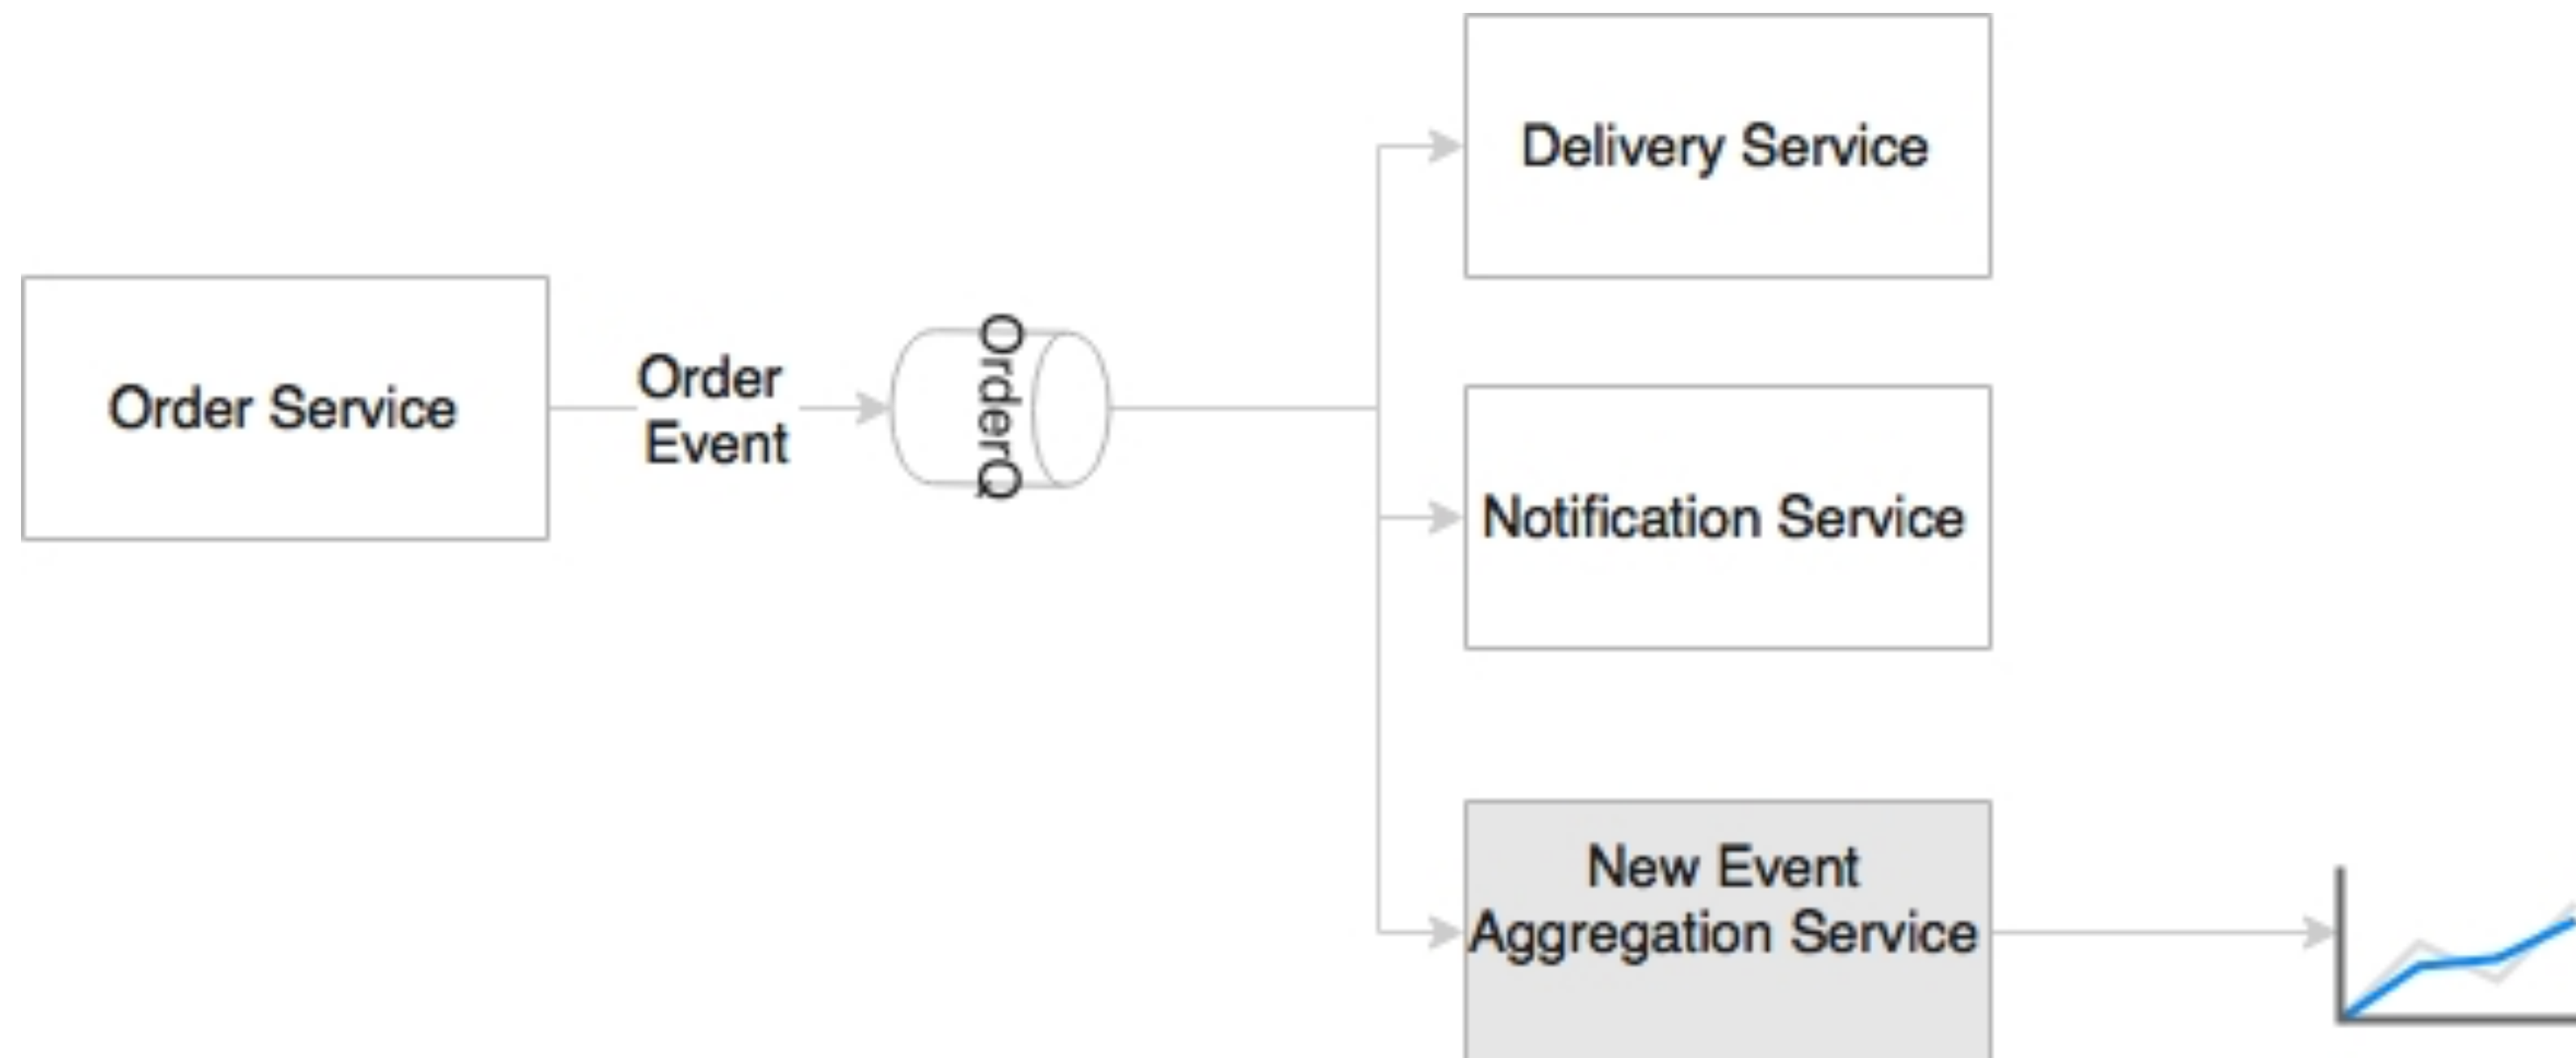 Order Service
Order
Event
OrderQ
Delivery Service
Notification Service
New Event
Aggregation Service